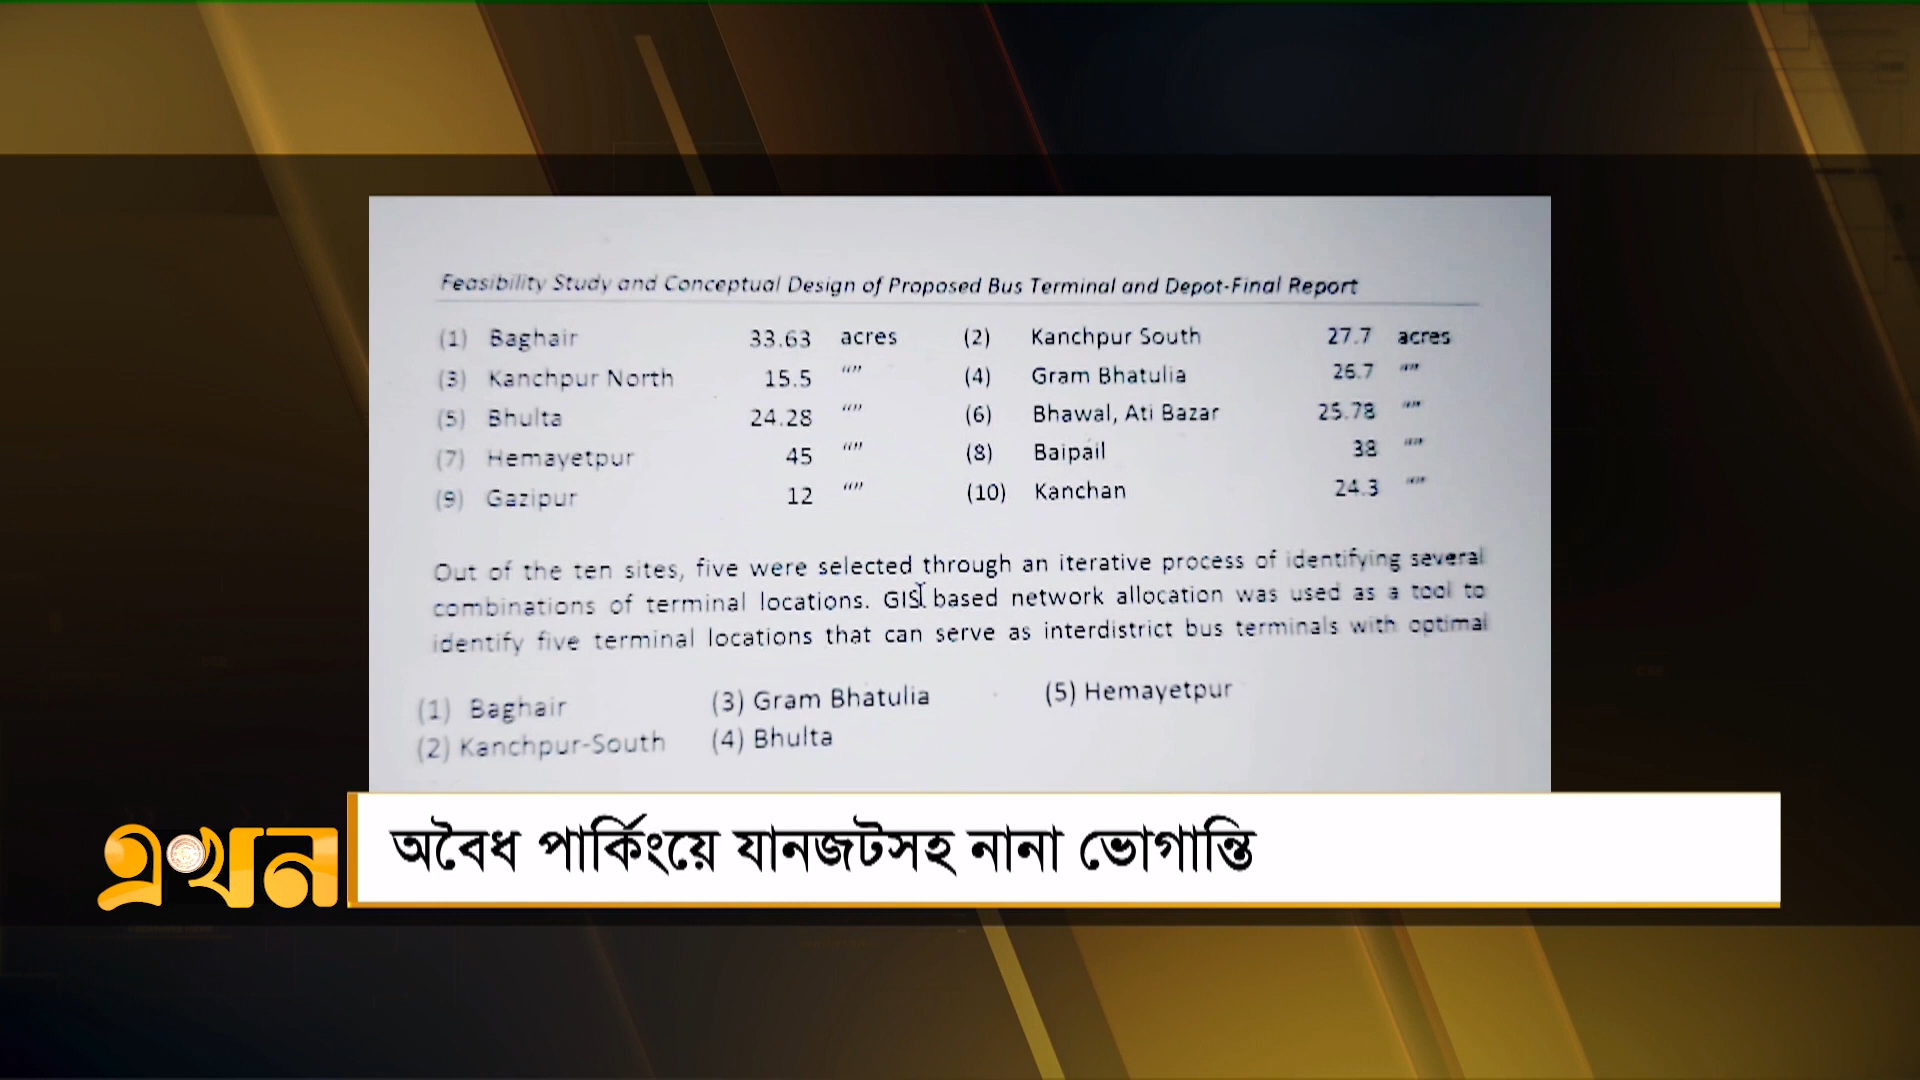 Feasibility Study and Conceptual Design of Proposed Bus Terminal and Depot-Final Report
(1) Baghair 33.63 acres (2) Kanchpur South 27.7 acres
(3) Kanchpur North 15.5 "" (4) Gram Bhatulia 26.7 ""
(5) Bhulta 24.28 "" (6) Bhawal, Ati Bazar 25.78 ""
(7) Hemayetpur 45 "" (8) Baipail 38 ""
(9) Gazipur 12 "" (10) Kanchan 24.3 ""
Out of the ten sites, five were selected through an iterative process of identifying several
combinations of terminal locations. GIS based network allocation was used as a tool to
identify five terminal locations that can serve as interdistrict bus terminals with optimal
(1) Baghair (3) Gram Bhatulia (5) Hemayetpur
(2) Kanchpur-South (4) Bhulta
এখন
অবৈধ পার্কিংয়ে যানজটসহ নানা ভোগান্তি